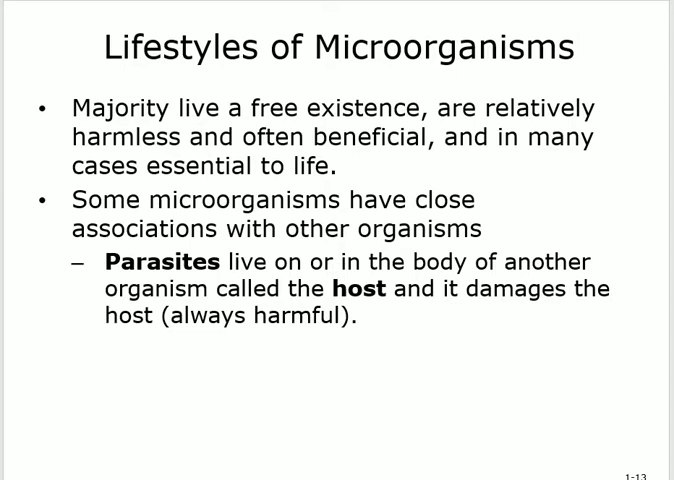 Lifestyles of Microorganisms
• Majority live a free existence, are relatively
harmless and often beneficial, and in many
cases essential to life.
• Some microorganisms have close
associations with other organisms
– Parasites live on or in the body of another
organism called the host and it damages the
host (always harmful).
1-13